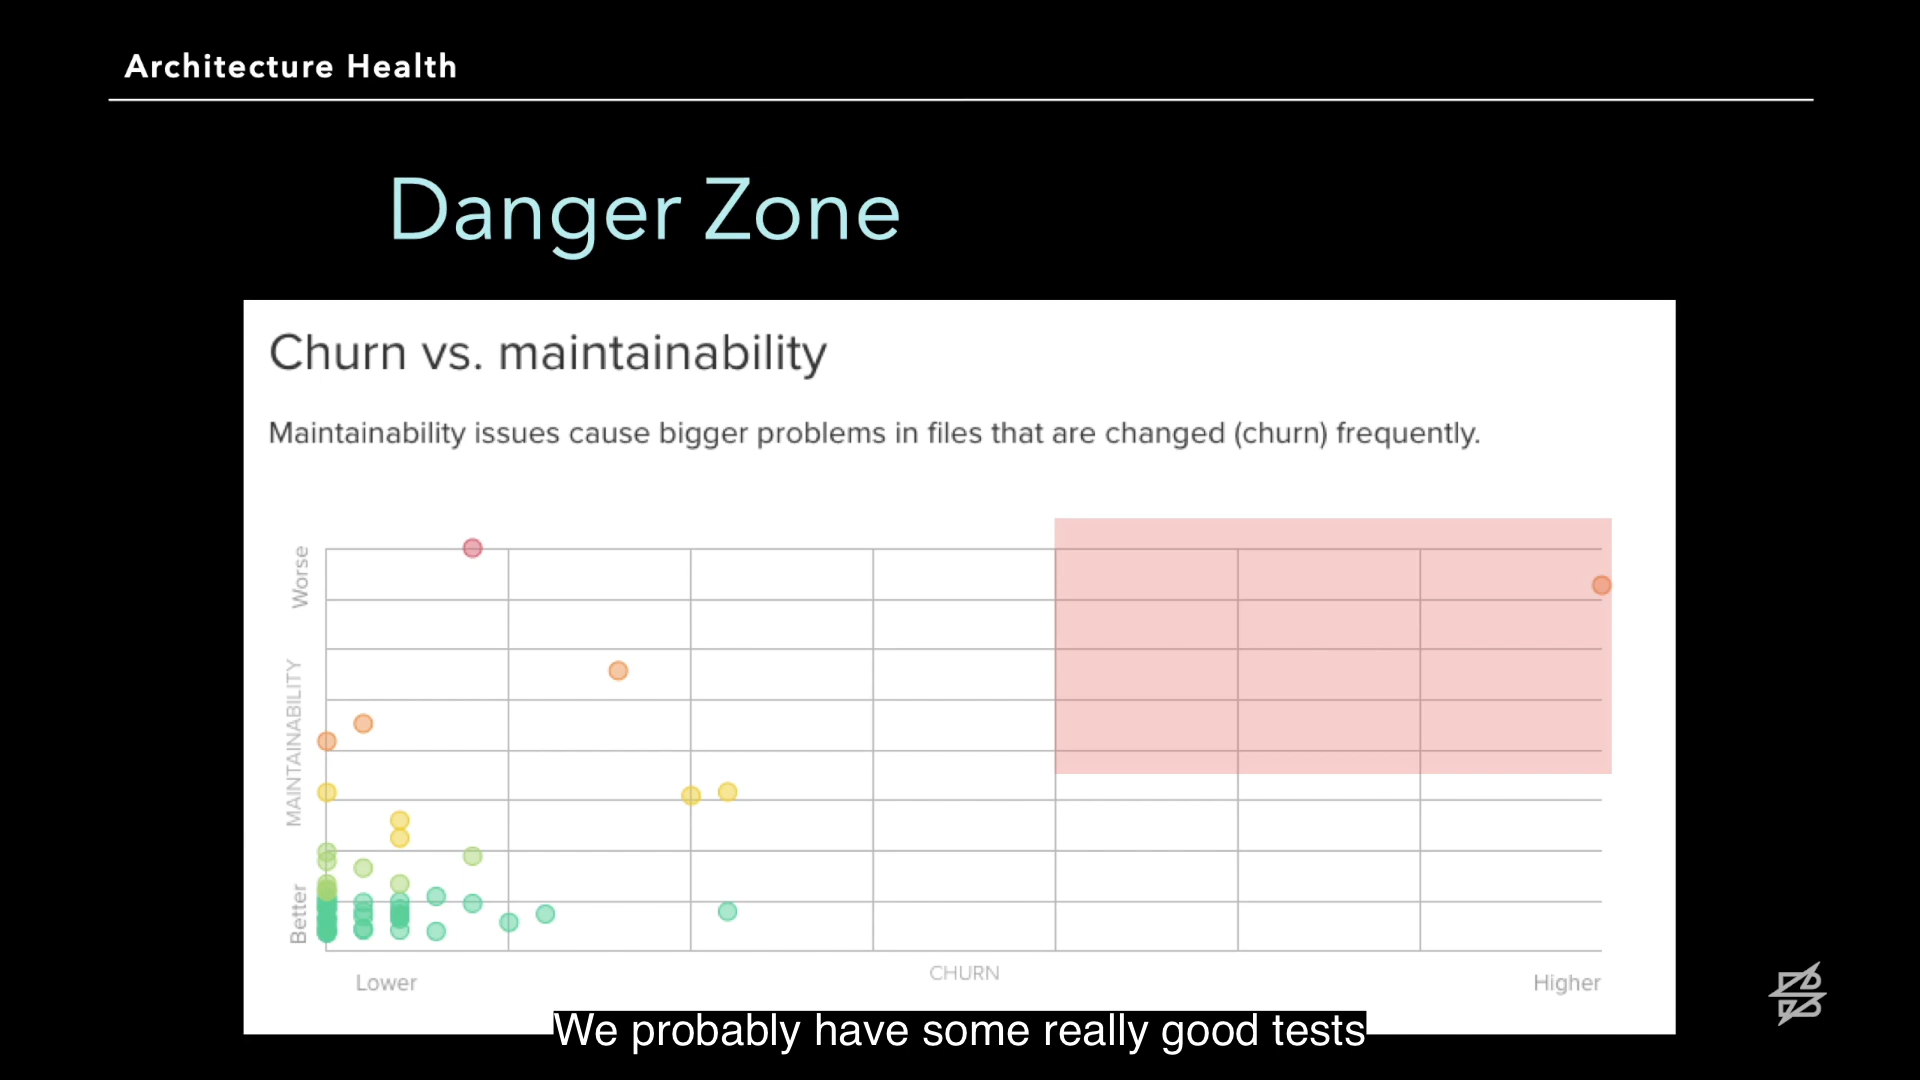 Architecture Health
Danger Zone
Churn vs. maintainability
Maintainability issues cause bigger problems in files that are changed (churn) frequently.
Worse
MAINTAINABILITY
Better
Lower
CHURN
Higher
We probably have some really good tests